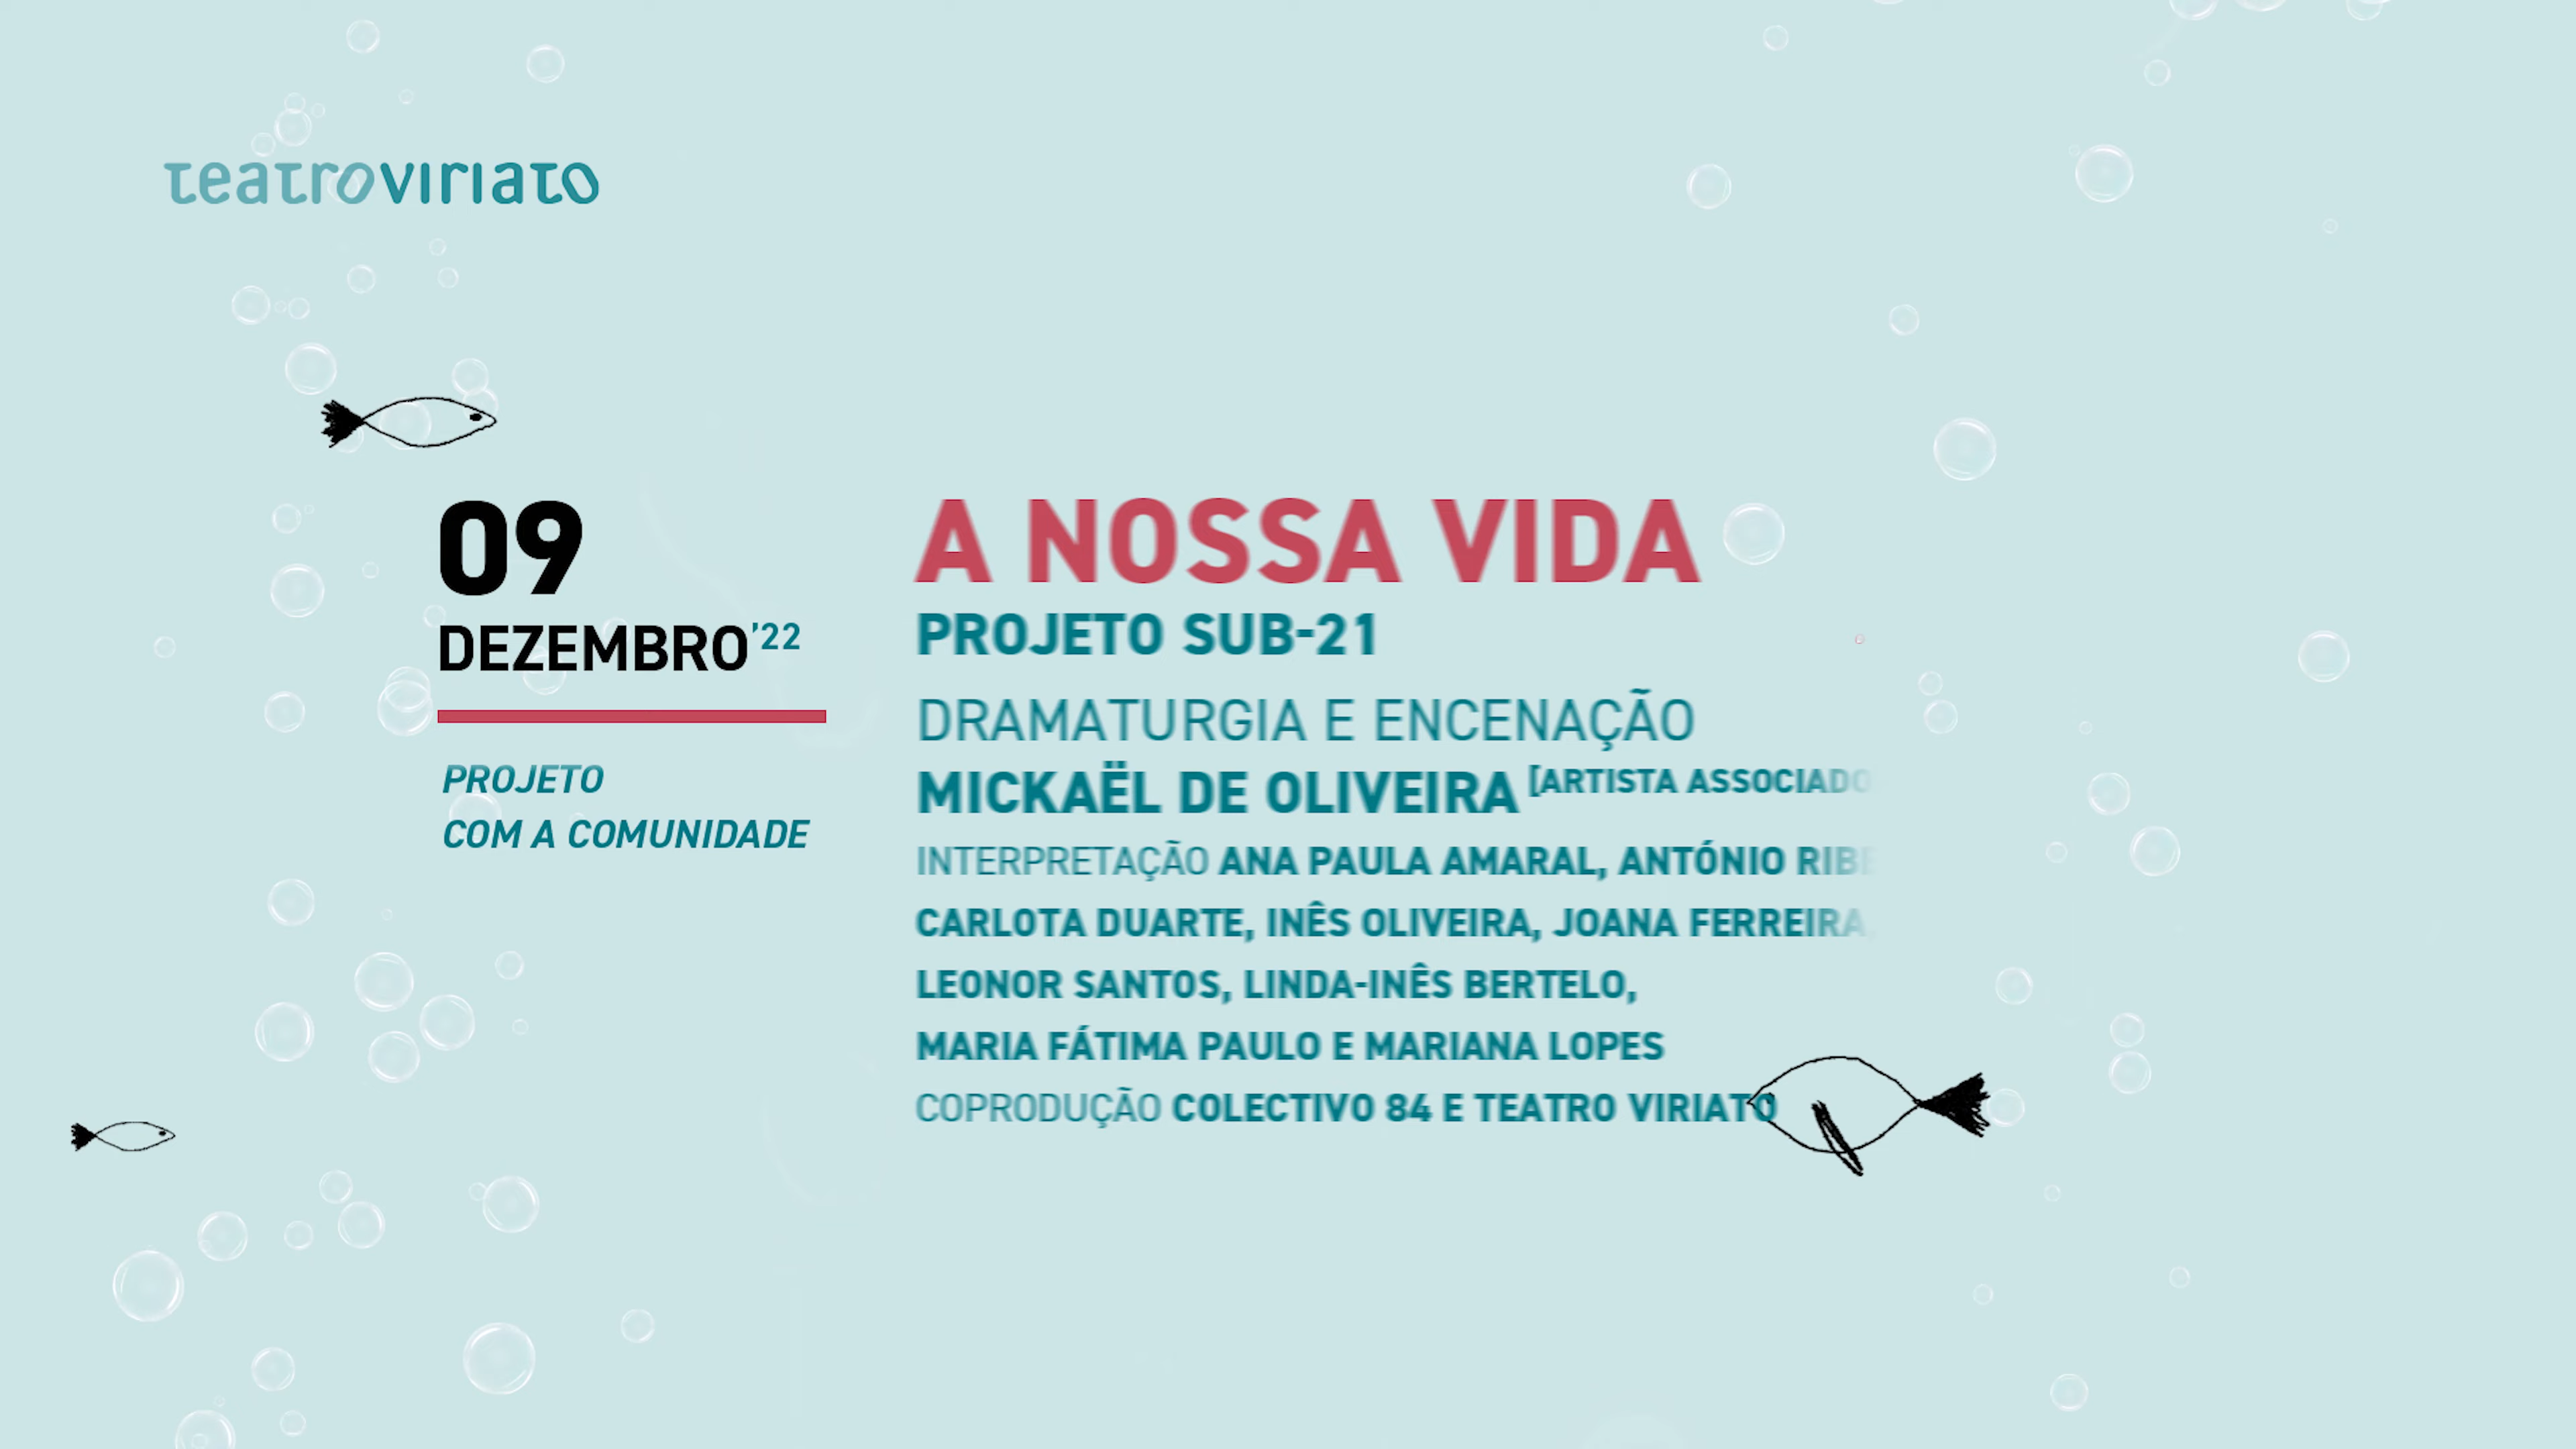 teatroviriato
09
DEZEMBRO'22
PROJETO
COM A COMUNIDADE
A NOSSA VIDA
PROJETO SUB-21
DRAMATURGIA E ENCENAÇÃO
MICKAËL DE OLIVEIRA [ARTISTA ASSOCIADO
INTERPRETAÇÃO ANA PAULA AMARAL, ANTÓNIO
CARLOTA DUARTE, INÊS OLIVEIRA, JOANA FERREIRA,
LEONOR SANTOS, LINDA-INÊS BERTELO,
MARIA FÁTIMA PAULO E MARIANA LOPES
COPRODUÇÃO COLECTIVO 84 E TEATRO VIRIATO